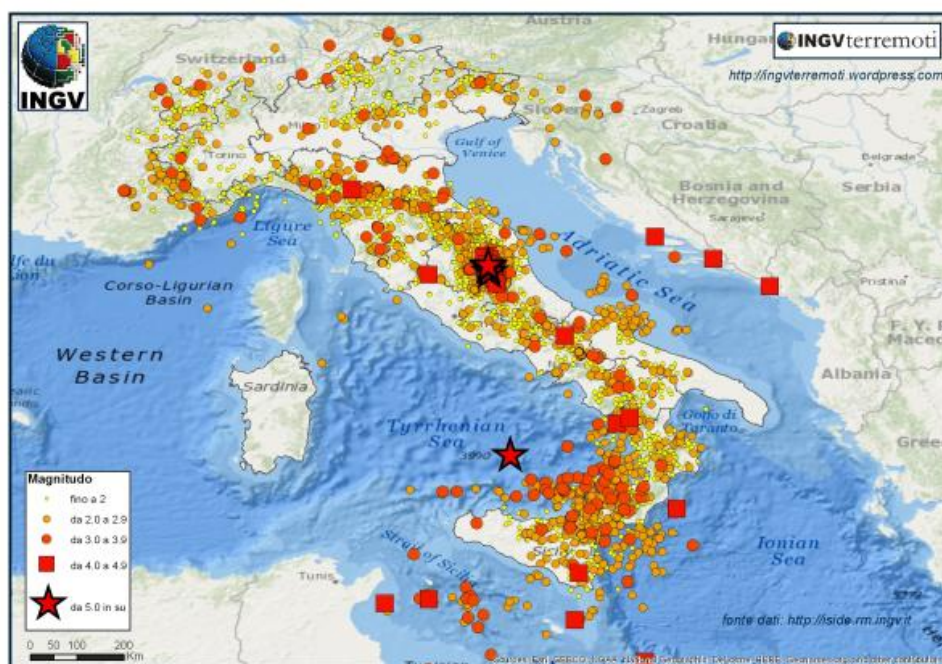 INGV
INGVterremoti
http://ingvterremoti.wordpress.com
Austria
Hungar
Switzerland
Slovenia
Zagreb
Croatia
Torino
Gulf of
Venice
Belgrade
Bosnia and
Herzegovina
Serbia
Sarajevo
Ligure
Sea
Adriatic Sea
Corso-Ligurian
Basin
Pristina
F. Y.
Mace
Western
Basin
Albania
Sardinia
Tyrrhenian
Sea
3990
Golfo di
Taranto
Gree
Magnitudo
fino a 2
da 2.0 a 2.9
da 3.0 a 3.9
da 4.0 a 4.9
da 5.0 in su
Strait of Sicily
Ionian
Sea
Tunis
fonte dati: http://iside.rm.ingv.it
0 50 100 200
Km